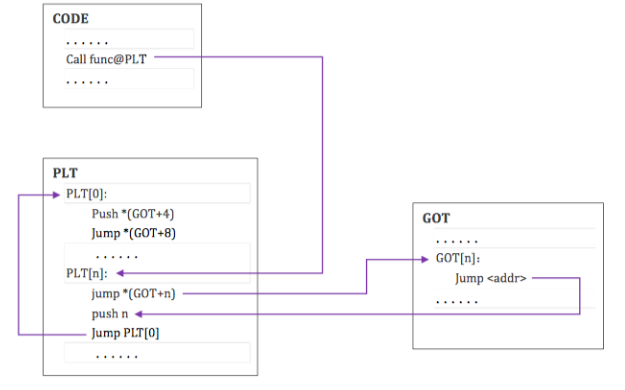 CODE
......
Call func@PLT
......
PLT
PLT[0]:
Push *(GOT+4)
Jump *(GOT+8)
......
PLT[n]:
jump *(GOT+n)
push n
Jump PLT[0]
......
GOT
......
GOT[n]:
Jump <addr>
......